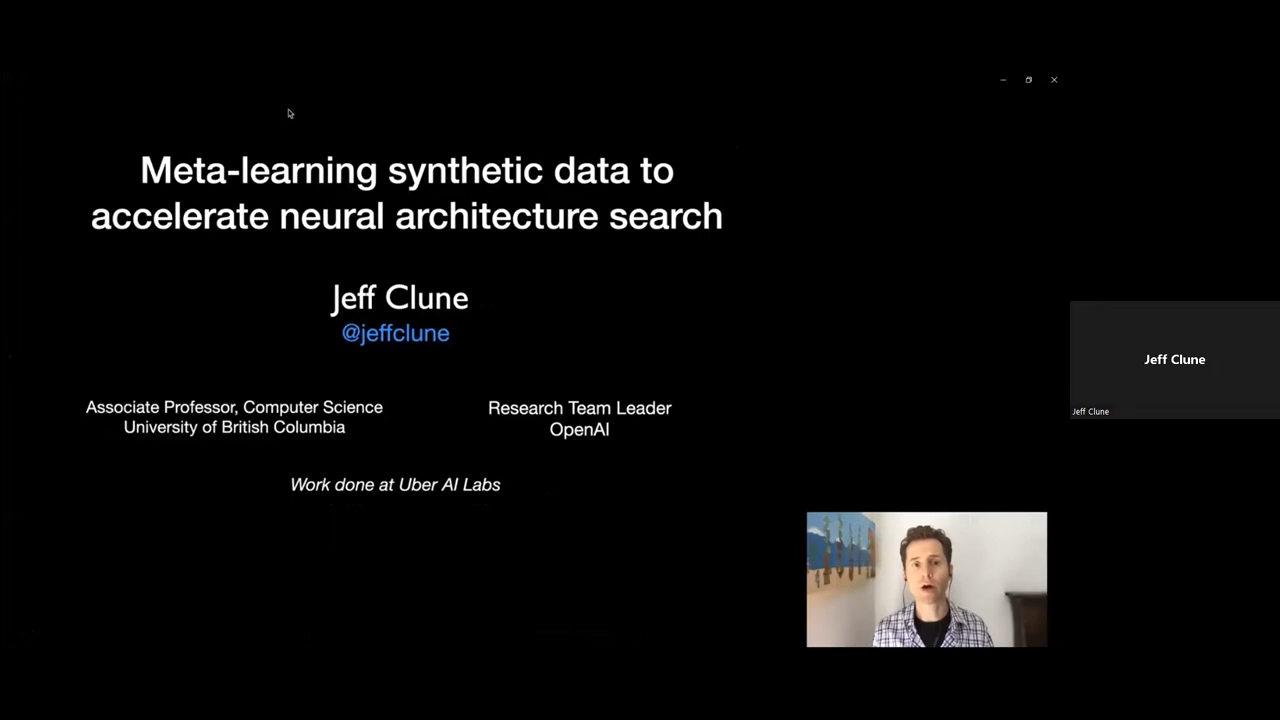 Meta-learning synthetic data to
accelerate neural architecture search
Jeff Clune
@jeffclune
Associate Professor, Computer Science
University of British Columbia
Research Team Leader
OpenAI
Work done at Uber AI Labs
Jeff Clune
Jeff Clune